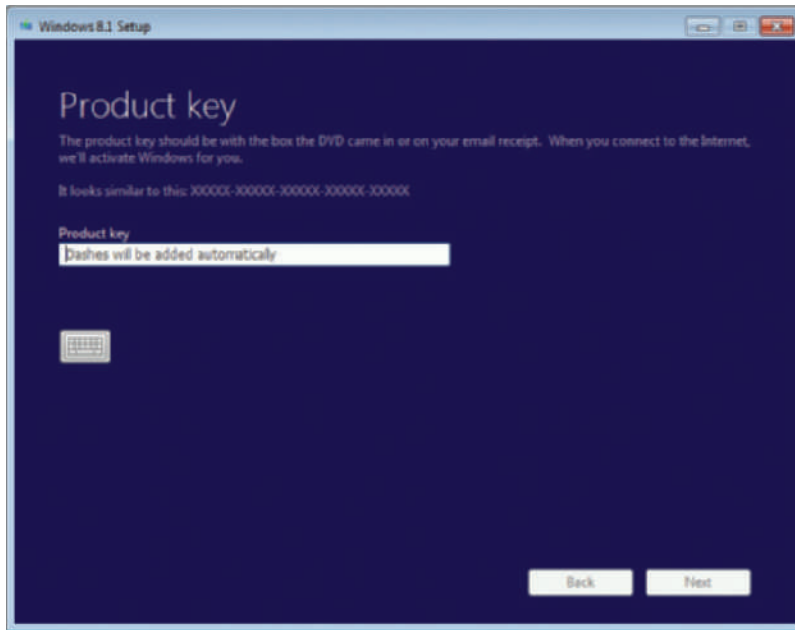 Windows 8.1 Setup
Product key
The product key should be with the box the DVD came in or on your email receipt. When you connect to the Internet,
we'll activate Windows for you.
It looks similar to this: XXXXX-XXXXX-XXXXX-XXXXX-XXXXX
Product key
Dashes will be added automatically
Back Next